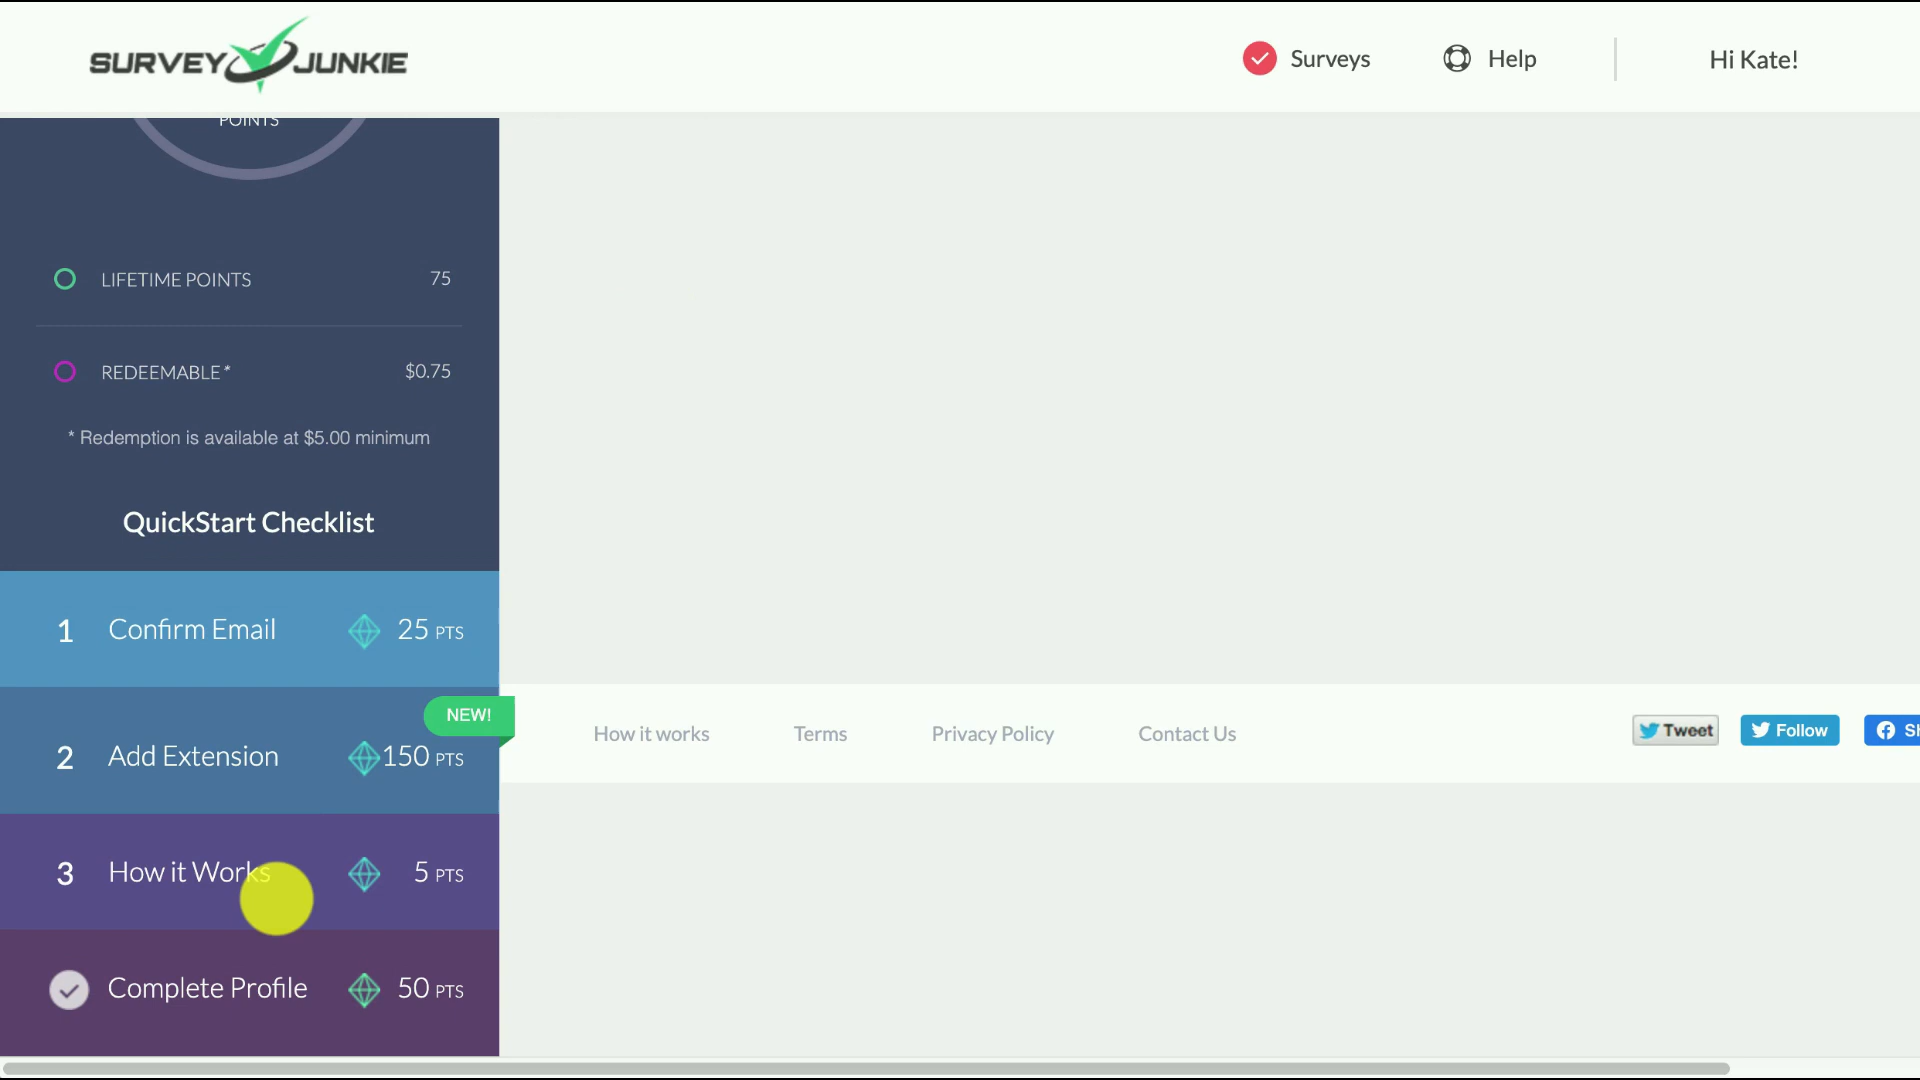 SURVEY JUNKIE
Surveys
Help
Hi Kate!
POINTS
LIFETIME POINTS 75
REDEEMABLE* $0.75
* Redemption is available at $5.00 minimum
QuickStart Checklist
1 Confirm Email 25 PTS
NEW!
2 Add Extension 150 PTS
3 How it Works 5 PTS
Complete Profile 50 PTS
How it works Terms Privacy Policy Contact Us
Tweet Follow